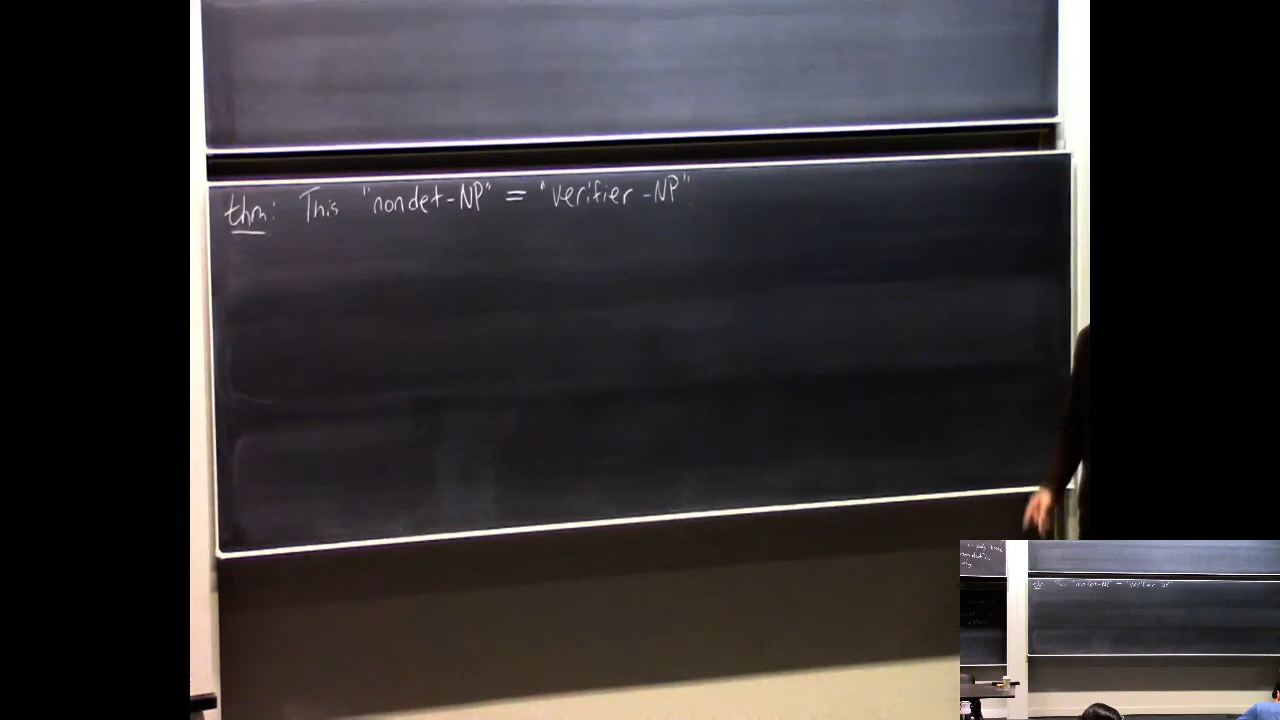 thm: This "nondet-NP" = "verifier-NP"